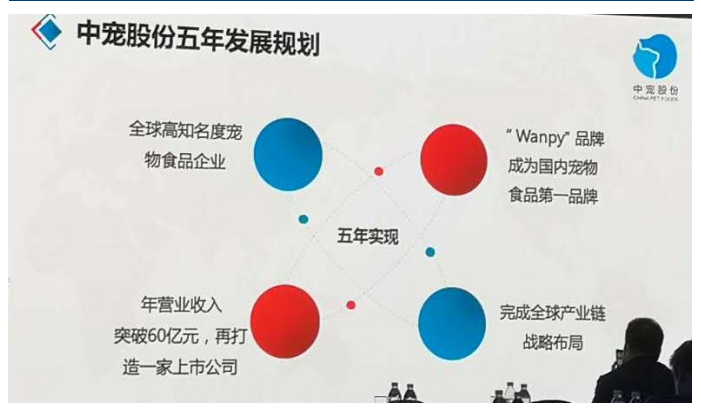 中宠股份五年发展规划
中宠股份
CHINA PET FOODS
全球高知名度宠
物食品企业
“Wanpy”品牌
成为国内宠物
食品第一品牌
五年实现
年营业收入
突破60亿元，再打
造一家上市公司
完成全球产业链
战略布局